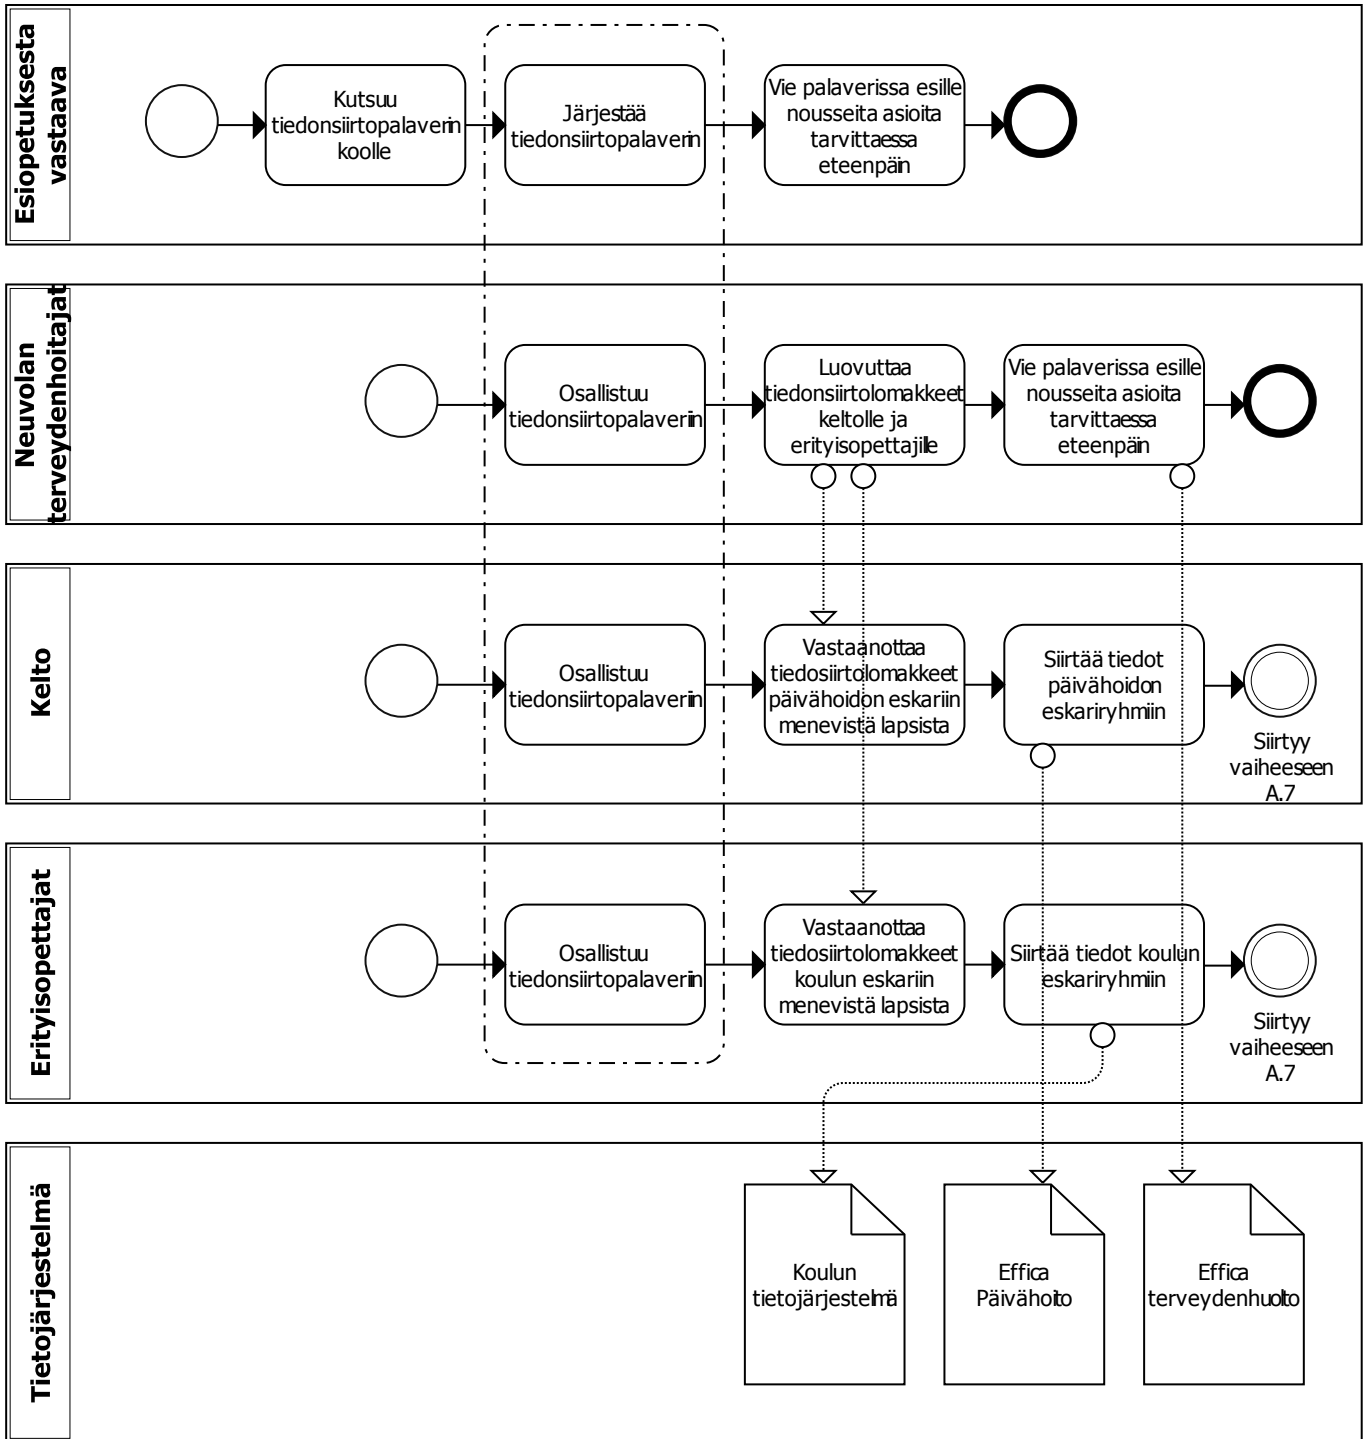 Esiopetuksesta
vastaava
Kutsuu
tiedonsiirtopalaverin
koolle
Järjestää
tiedonsiirtopalaverin
Vie palaverissa esille
nousseita asioita
tarvittaessa
eteenpäin
Neuvolan
terveydenhoitajat
Osallistuu
tiedonsiirtopalaveriin
Luovuttaa
tiedonsiirtolomakkeet
keltolle ja
erityisopettajille
Vie palaverissa esille
nousseita asioita
tarvittaessa
eteenpäin
Kelto
Osallistuu
tiedonsiirtopalaveriin
Vastaanottaa
tiedosiirtolomakkeet
päivähoidon eskariin
menevistä lapsista
Siirtää tiedot
päivähoidon
eskariryhmiin
Siirtyy
vaiheeseen
A.7
Erityisopettajat
Osallistuu
tiedonsiirtopalaveriin
Vastaanottaa
tiedosiirtolomakkeet
koulun eskariin
menevistä lapsista
Siirtää tiedot koulun
eskariryhmiin
Siirtyy
vaiheeseen
A.7
Tietojärjestelmä
Koulun
tietojärjestelmä
Effica
Päivähoito
Effica
terveydenhuolto